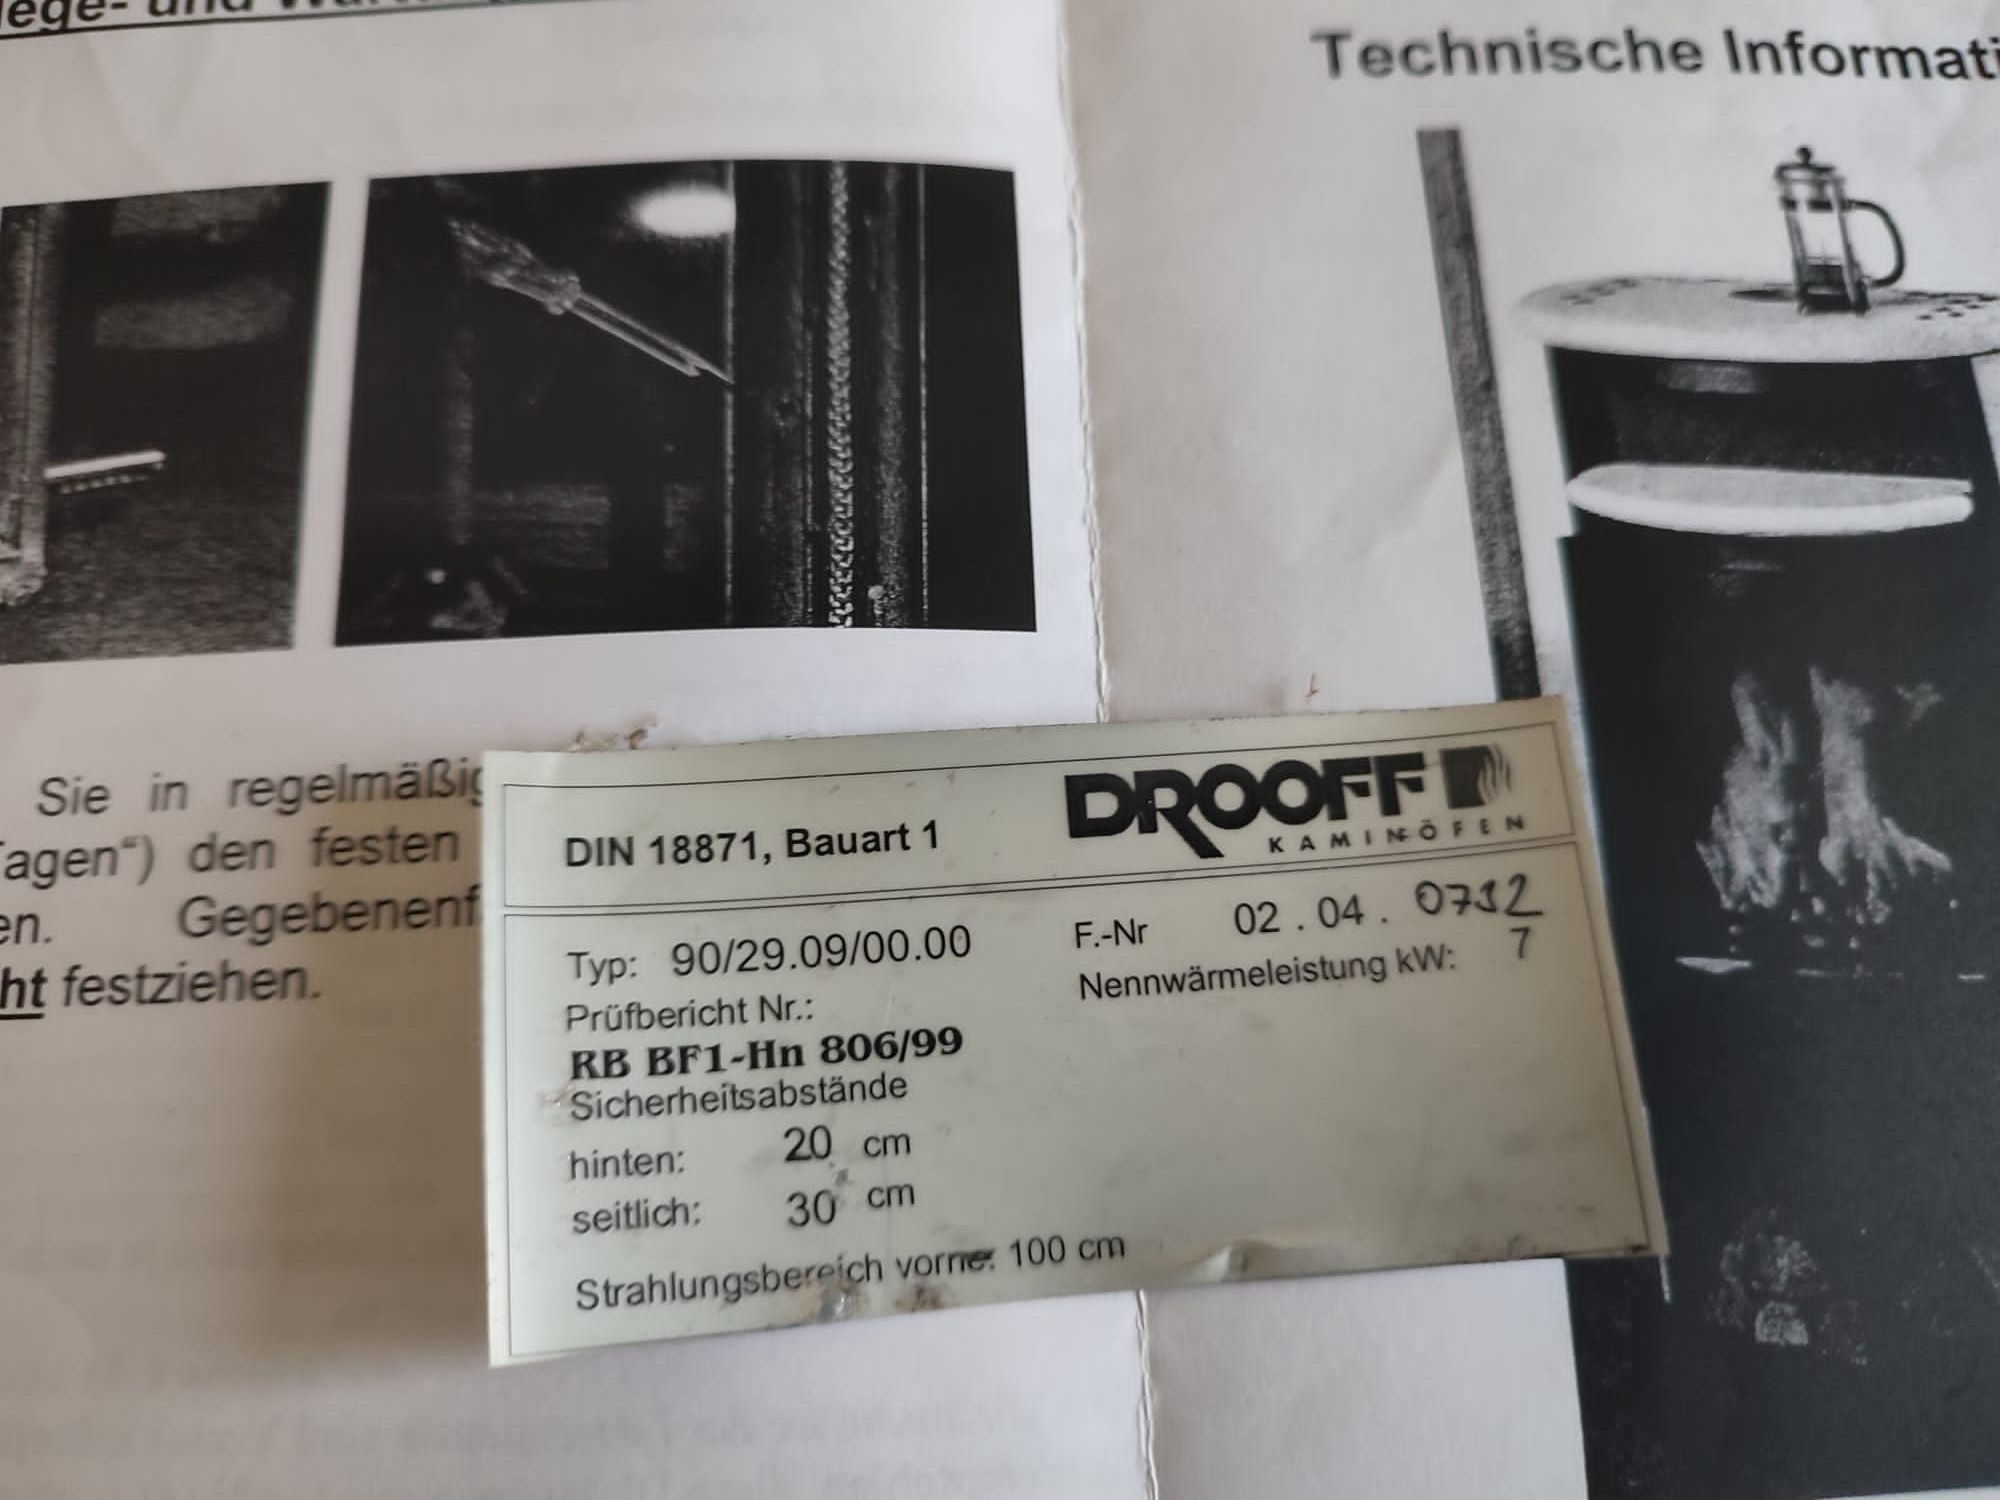 Technische
Sie in regelmäßig
agen“) den festen
en. Gegebenenf
ht festziehen.
DROOFF
KAMINÖFEN
DIN 18871, Bauart 1
Typ: 90/29.09/00.00
F.-Nr 02 . 04 . 0712
Nennwärmeleistung kW: 7
Prüfbericht Nr.:
RB BF1-Hn 806/99
Sicherheitsabstände
hinten: 20 cm
seitlich: 30 cm
Strahlungsbereich vorne: 100 cm